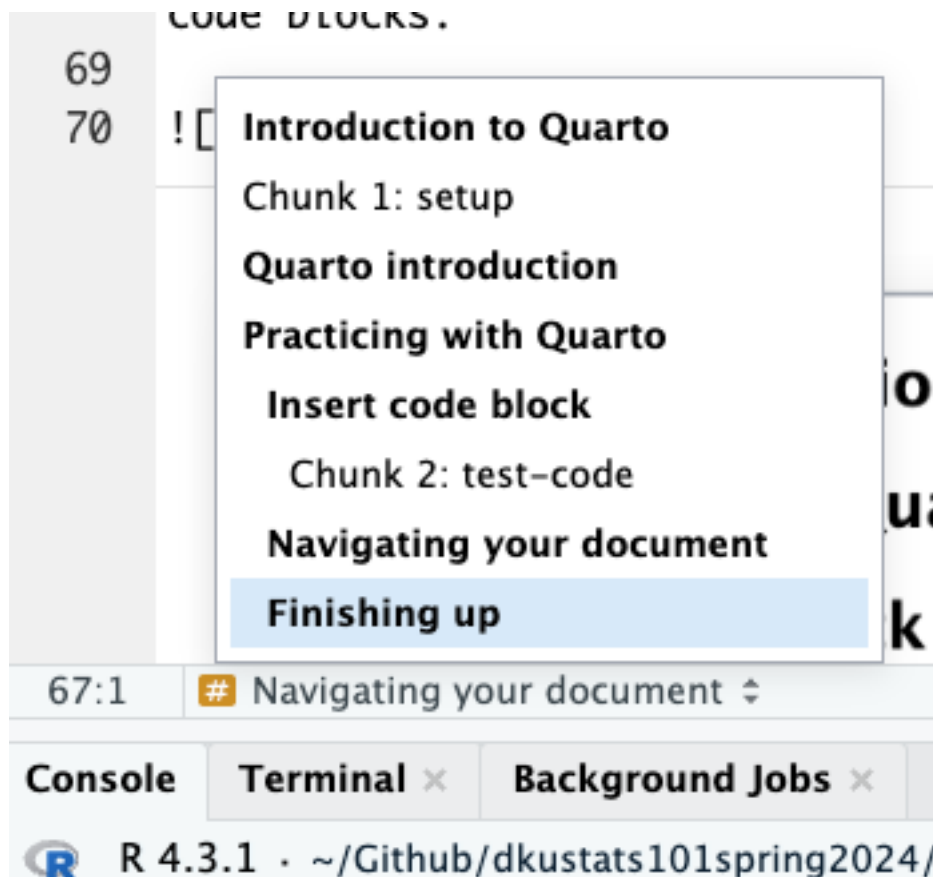 code blocks.
69
70 ![
Introduction to Quarto
Chunk 1: setup
Quarto introduction
Practicing with Quarto
Insert code block
Chunk 2: test-code
Navigating your document
Finishing up
67:1 # Navigating your document
Console Terminal × Background Jobs ×
R R 4.3.1 · ~/Github/dkustats101spring2024/